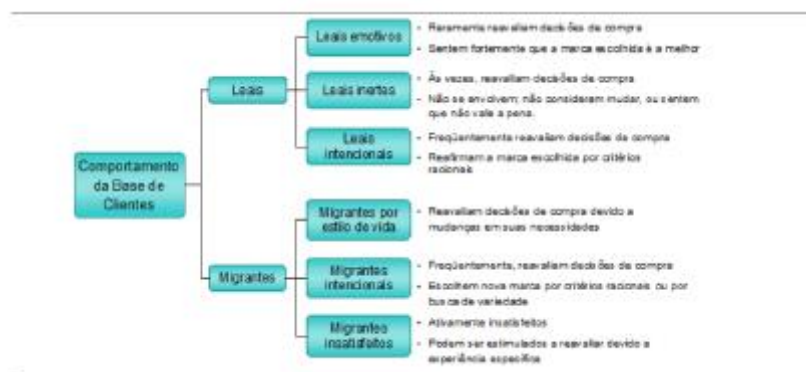 Comportamento
da Base de
Clientes
Leais
Leais emotivos
- Raramente reavaliam decisões de compra
- Sentem fortemente que a marca escolhida é a melhor
Leais inertes
- Às vezes, reavaliam decisões de compra
- Não se envolvem; não consideram mudar, ou sentem
que não vale a pena.
Leais
intencionais
- Freqüentemente reavaliam decisões de compra
- Reafirmam a marca escolhida por critérios
racionais
Migrantes
Migrantes por
estilo de vida
- Reavaliam decisões de compra devido a
mudanças em suas necessidades
Migrantes
intencionais
- Freqüentemente, reavaliam decisões de compra
- Escolhem nova marca por critérios racionais ou por
busca de variedade
Migrantes
insatisfeitos
- Ativamente insatisfeitos
- Podem ser estimulados a reavaliar devido a
experiência específica